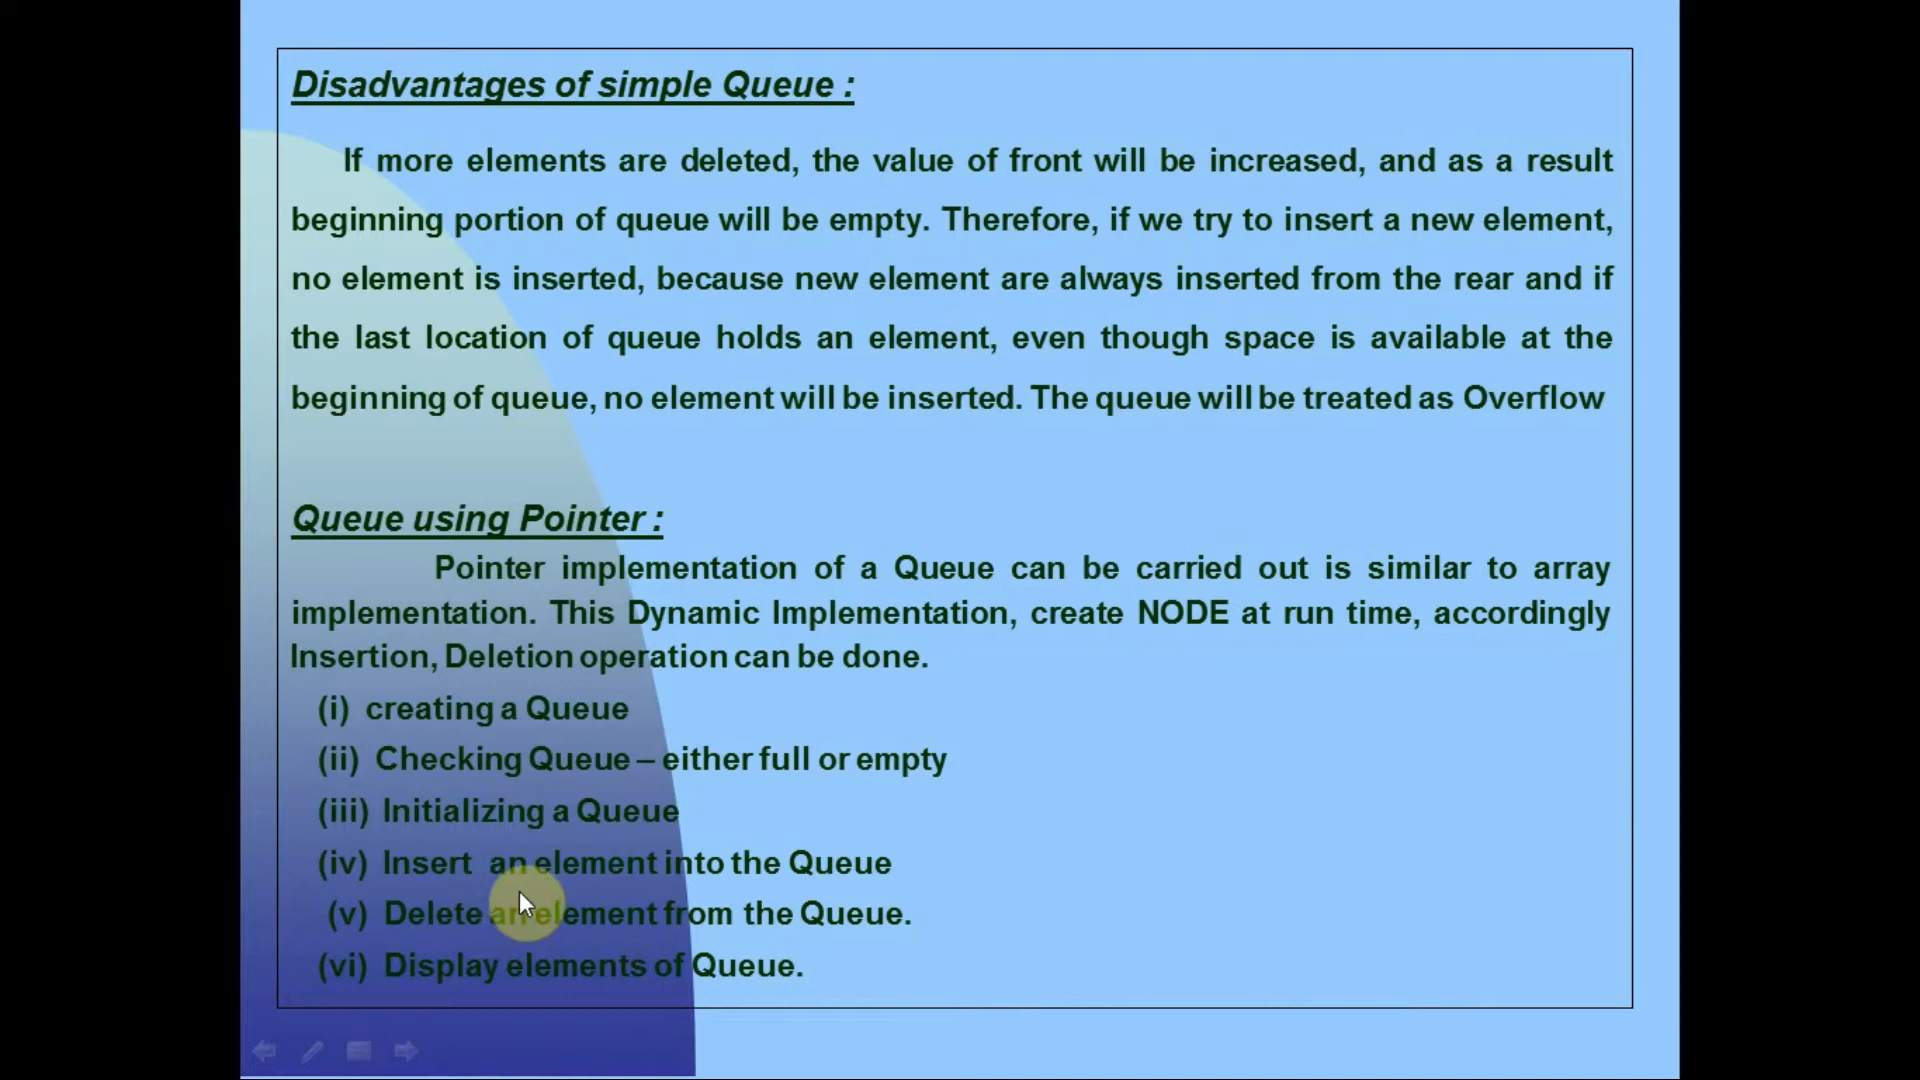 Disadvantages of simple Queue :
If more elements are deleted, the value of front will be increased, and as a result
beginning portion of queue will be empty. Therefore, if we try to insert a new element,
no element is inserted, because new element are always inserted from the rear and if
the last location of queue holds an element, even though space is available at the
beginning of queue, no element will be inserted. The queue will be treated as Overflow
Queue using Pointer :
Pointer implementation of a Queue can be carried out is similar to array
implementation. This Dynamic Implementation, create NODE at run time, accordingly
Insertion, Deletion operation can be done.
(i) creating a Queue
(ii) Checking Queue – either full or empty
(iii) Initializing a Queue
(iv) Insert an element into the Queue
(v) Delete an element from the Queue.
(vi) Display elements of Queue.